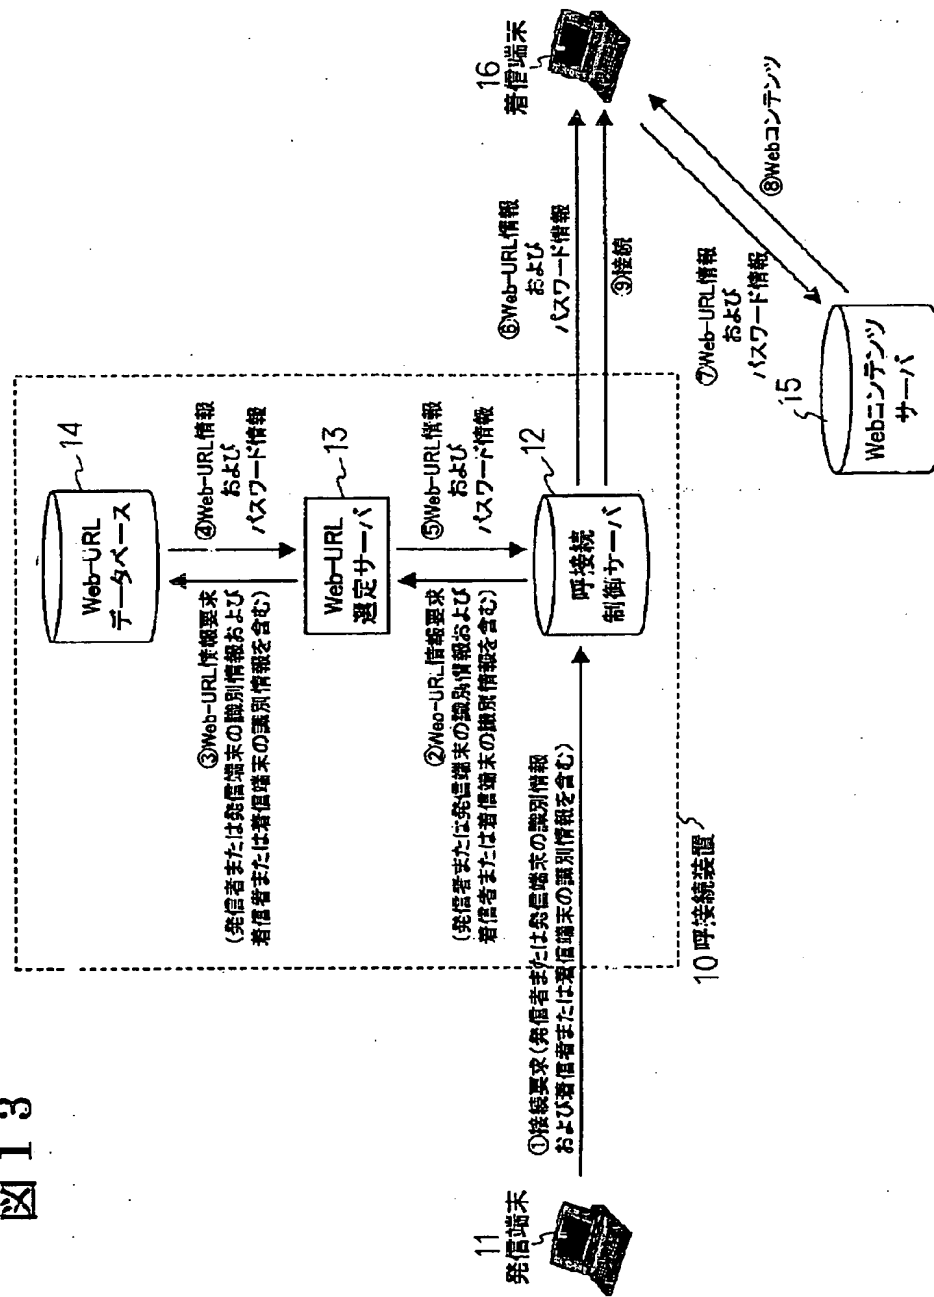 図13
14
Web-URL
データベース
③Web-URL情報要求
(発信者または発信端末の識別情報および
着信者または着信端末の識別情報を含む)
④Web-URL情報
および
パスワード情報
13
Web-URL
選定サーバ
②Web-URL情報要求
(発信者または発信端末の識別情報および
着信者または着信端末の識別情報を含む)
⑤Web-URL情報
および
パスワード情報
12
呼接続
制御サーバ
11
発信端末
①接続要求(発信者または発信端末の識別情報
および着信者または着信端末の識別情報を含む)
10 呼接続装置
⑥Web-URL情報
および
パスワード情報
⑨接続
16
着信端末
⑦Web-URL情報
および
パスワード情報
⑧Webコンテンツ
15
Webコンテンツ
サーバ